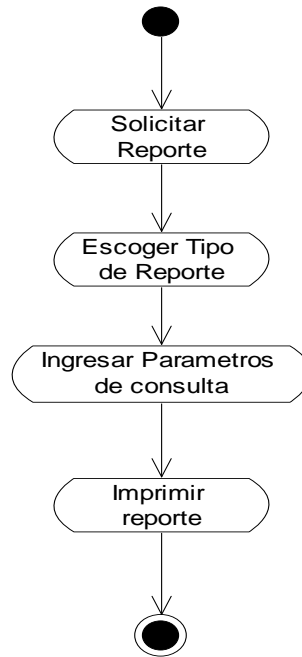 Solicitar
Reporte
Escoger Tipo
de Reporte
Ingresar Parametros
de consulta
Imprimir
reporte